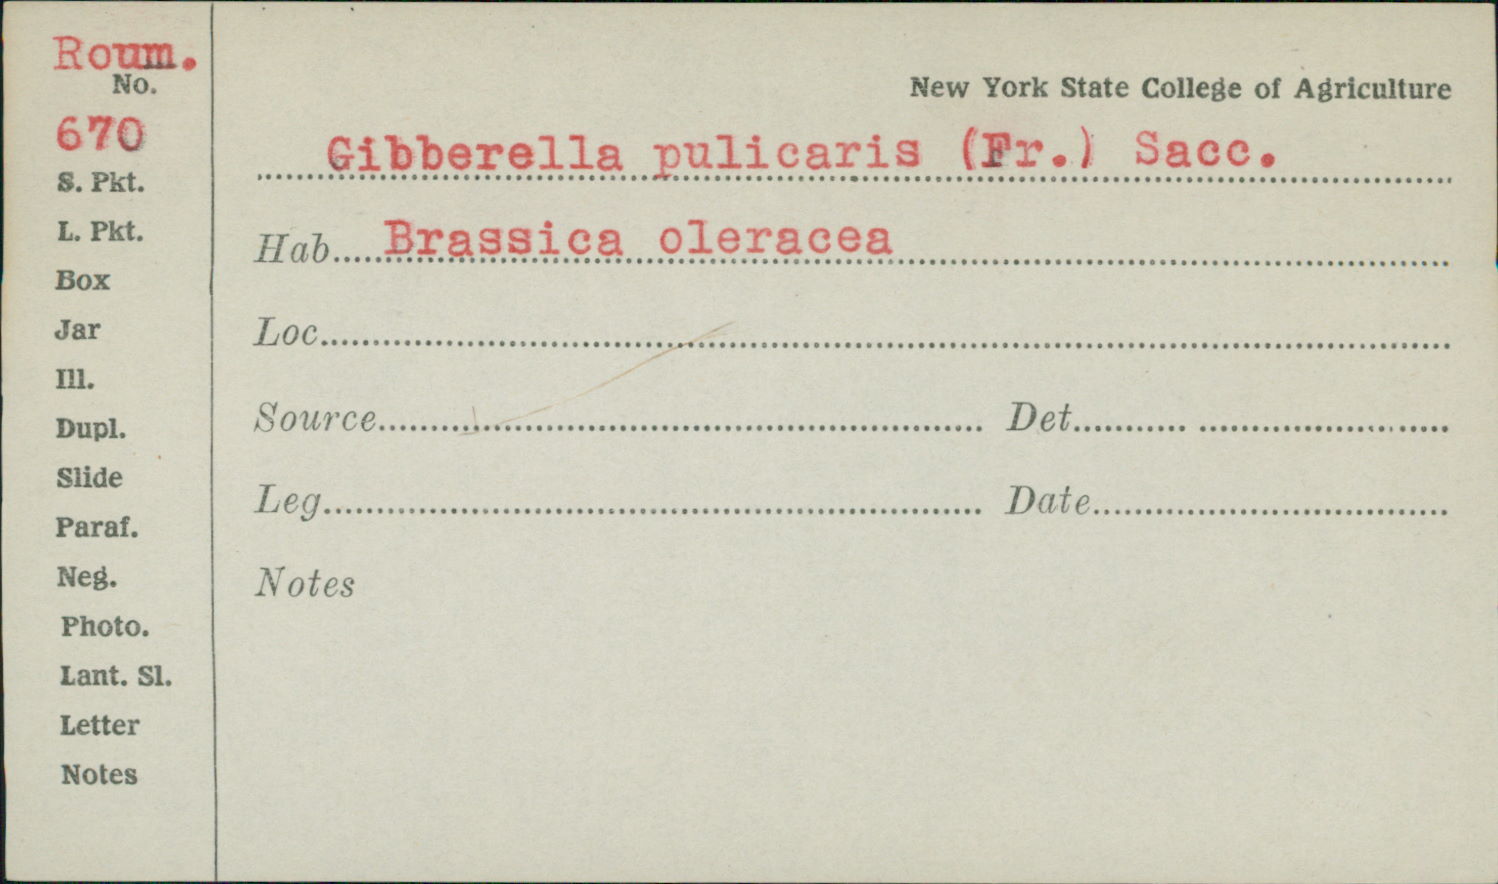 Roum.
No.
670
S. Pkt.
L. Pkt.
Box
Jar
Ill.
Dupl.
Slide
Paraf.
Neg.
Photo.
Lant. Sl.
Letter
Notes
New York State College of Agriculture
Gibberella pulicaris (Fr.) Sacc.
Hab.....Brassica oleracea
Loc.
Source Det.
Leg. Date
Notes